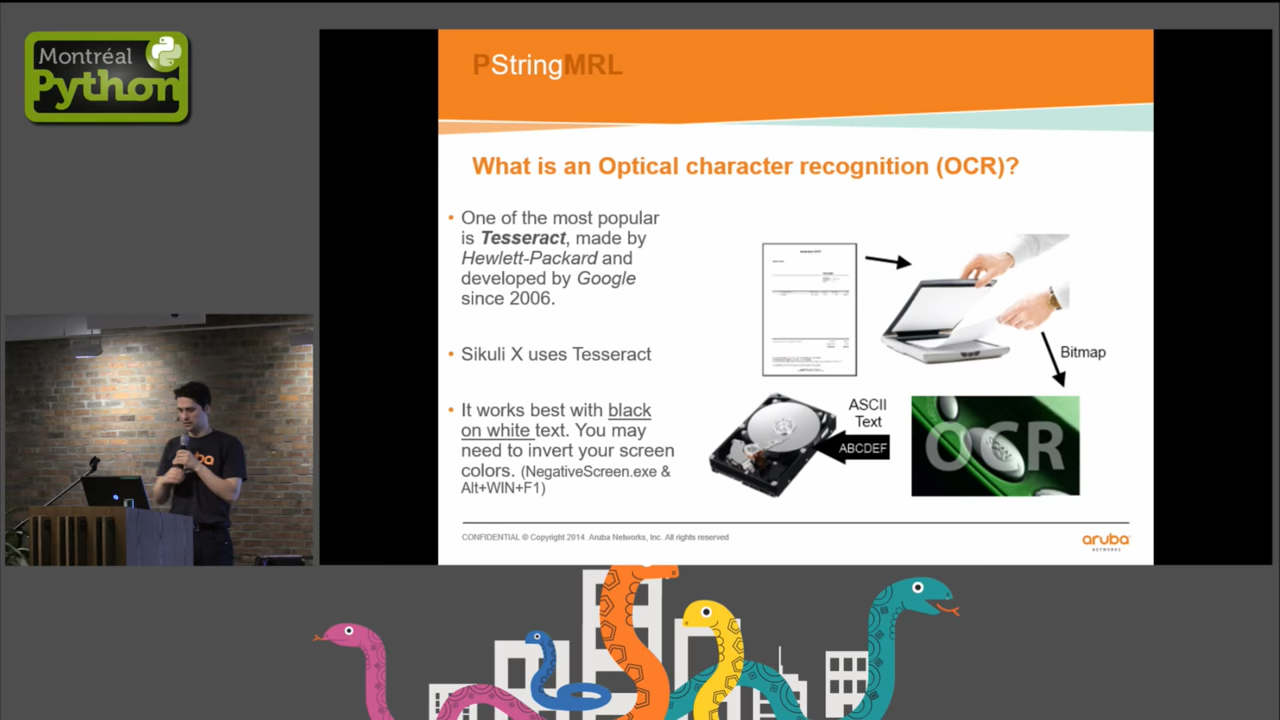 Montréal
Python
PStringMRL
What is an Optical character recognition (OCR)?
• One of the most popular
is Tesseract, made by
Hewlett-Packard and
developed by Google
since 2006.
• Sikuli X uses Tesseract
• It works best with black
on white text. You may
need to invert your screen
colors. (NegativeScreen.exe &
Alt+WIN+F1)
Bitmap
OCR
ASCII
Text
ABCDEF
CONFIDENTIAL © Copyright 2014. Aruba Networks, Inc. All rights reserved
aruba
NETWORKS